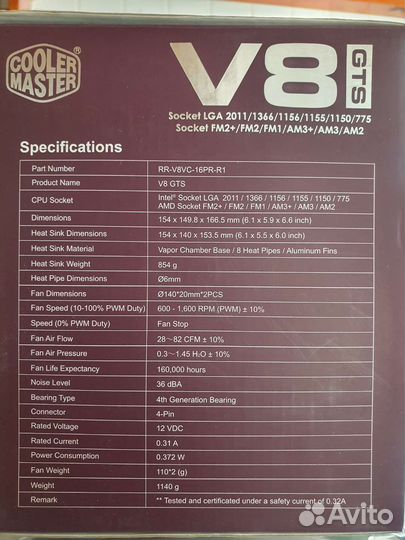 COOLER
MASTER
V8
GTS
Socket LGA 2011/1366/1156/1155/1150/775
Socket FM2+/FM2/FM1/AM3+/AM3/AM2
Specifications
Part Number RR-V8VC-16PR-R1
Product Name V8 GTS
CPU Socket Intel® Socket LGA 2011 / 1366 / 1156 / 1155 / 1150 / 775
AMD Socket FM2+ / FM2 / FM1 / AM3+ / AM3 / AM2
Dimensions 154 x 149.8 x 166.5 mm (6.1 x 5.9 x 6.6 inch)
Heat Sink Dimensions 154 x 140 x 153.5 mm (6.1 x 5.5 x 6.0 inch)
Heat Sink Material Vapor Chamber Base / 8 Heat Pipes / Aluminum Fins
Heat Sink Weight 854 g
Heat Pipe Dimensions Ø6mm
Fan Dimensions Ø140*20mm*2PCS
Fan Speed (10-100% PWM Duty) 600 - 1,600 RPM (PWM) ± 10%
Speed (0% PWM Duty) Fan Stop
Fan Air Flow 28~82 CFM ± 10%
Fan Air Pressure 0.3~1.45 H₂O ± 10%
Fan Life Expectancy 160,000 hours
Noise Level 36 dBA
Bearing Type 4th Generation Bearing
Connector 4-Pin
Rated Voltage 12 VDC
Rated Current 0.31 A
Power Consumption 0.372 W
Fan Weight 110*2 (g)
Weight 1140 g
Remark ** Tested and certificated under a safety current of 0.32A
Avito